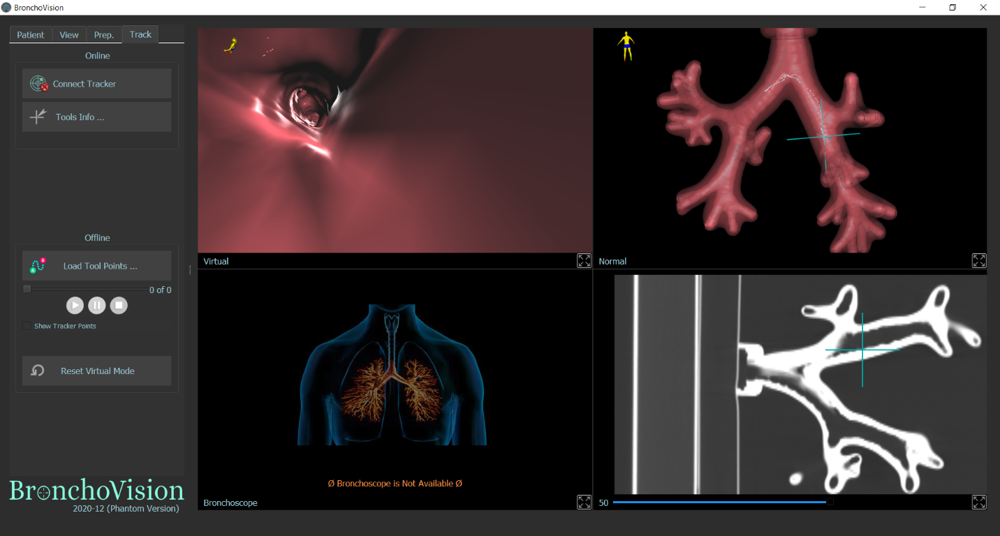 BronchoVision
Patient View Prep. Track
Online
Connect Tracker
Tools Info ...
Offline
Load Tool Points ...
0 of 0
Show Tracker Points
Reset Virtual Mode
BronchoVision
2020-12 (Phantom Version)
Virtual
Normal
Ø Bronchoscope is Not Available Ø
Bronchoscope
50